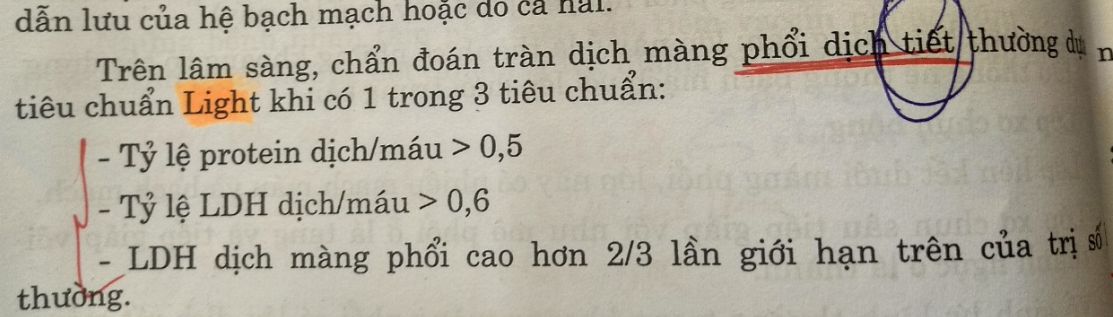 dẫn lưu của hệ bạch mạch hoặc do cả hai.
Trên lâm sàng, chẩn đoán tràn dịch màng phổi dịch tiết thường
tiêu chuẩn Light khi có 1 trong 3 tiêu chuẩn:
- Tỷ lệ protein dịch/máu > 0,5
- Tỷ lệ LDH dịch/máu > 0,6
- LDH dịch màng phổi cao hơn 2/3 lần giới hạn trên của trị số
thường.